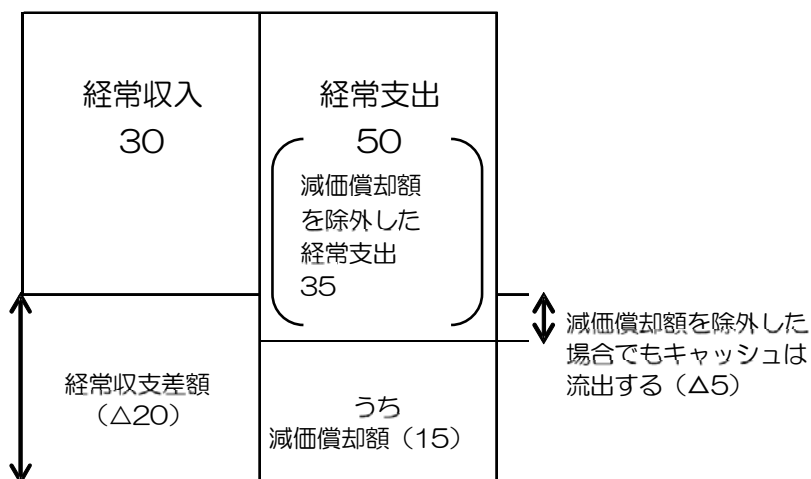 経常収入
30
経常支出
50
減価償却額
を除外した
経常支出
35
経常収支差額
（△20）
うち
減価償却額（15）
減価償却額を除外した
場合でもキャッシュは
流出する（△5）